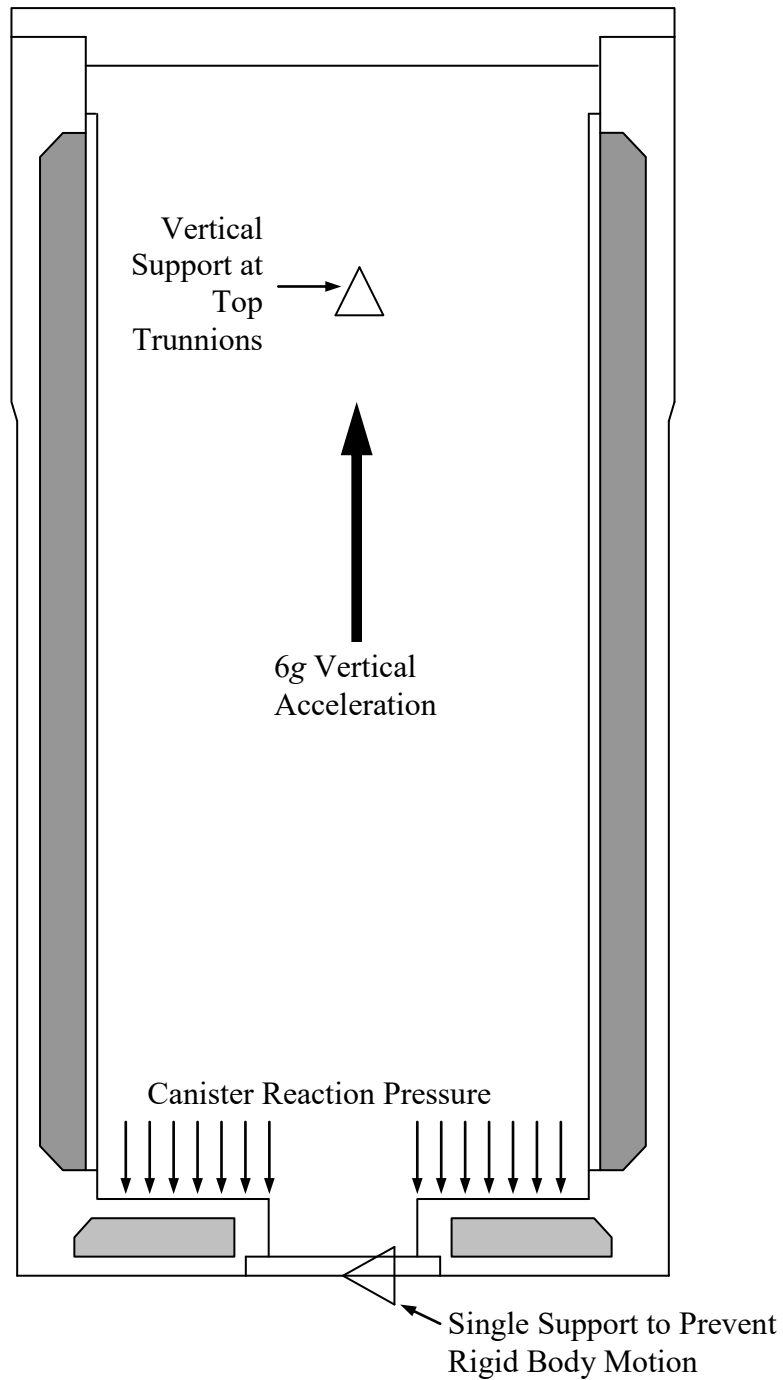 Vertical
Support at
Top
Trunnions
6g Vertical
Acceleration
Canister Reaction Pressure
Single Support to Prevent
Rigid Body Motion